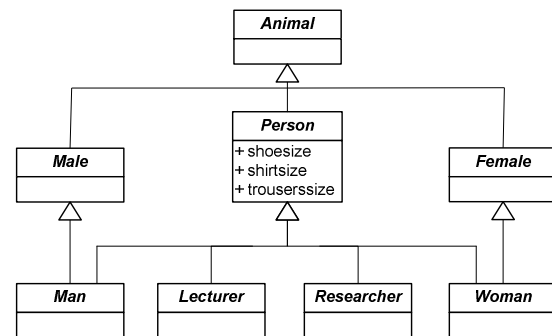 Animal
Person
+ shoesize
+ shirtsize
+ trouserssize
Male
Female
Man
Lecturer
Researcher
Woman